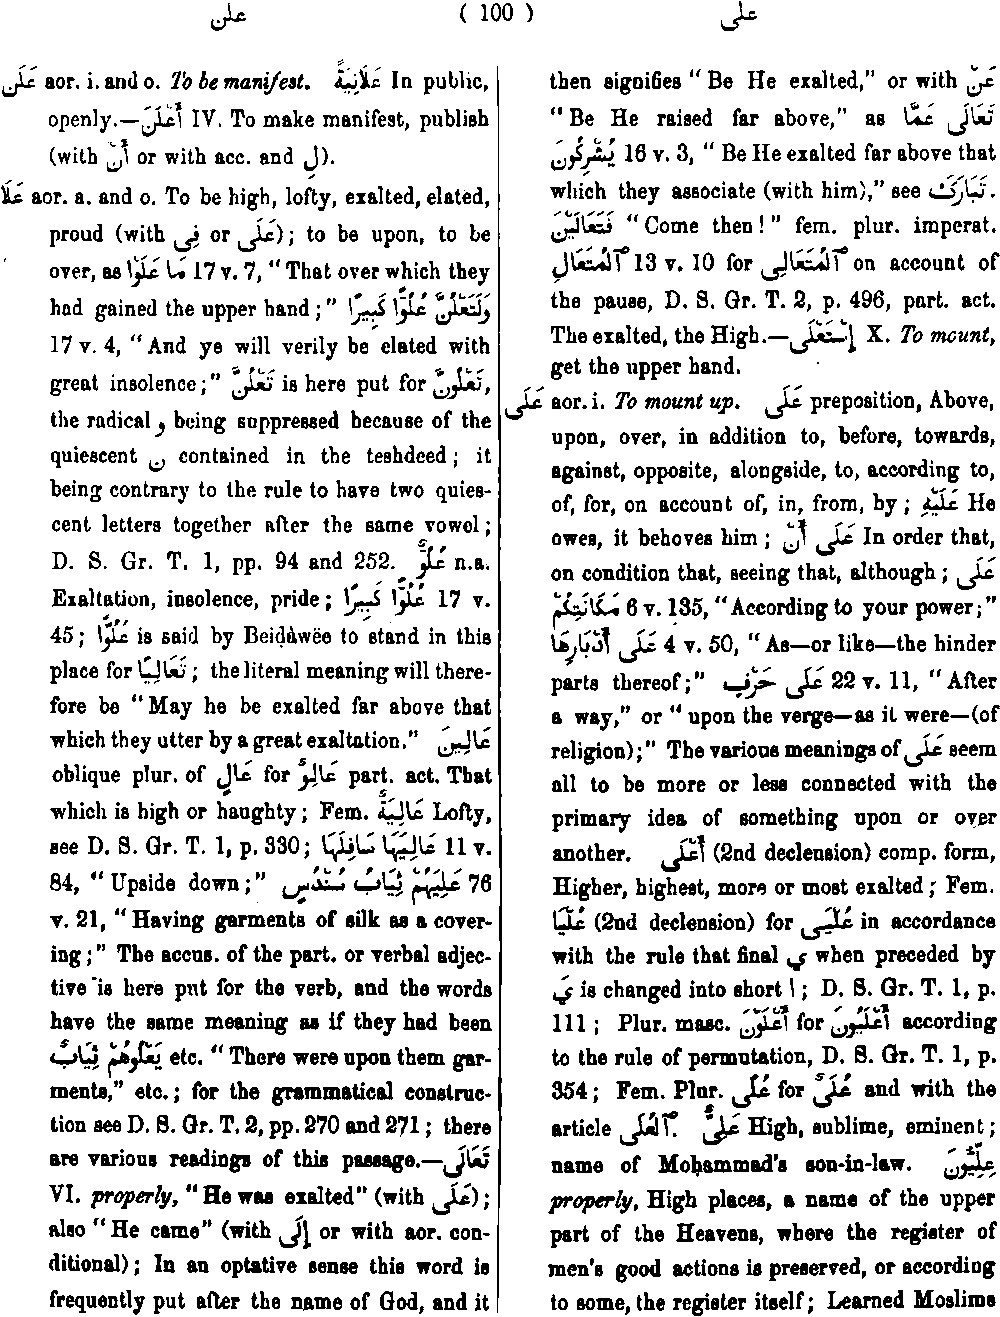 علن ( 100 ) على
عَلَنَ aor. i. and o. To be manifest. عَلَانِيَةً In public,
openly.—أَعْلَنَ IV. To make manifest, publish
(with أَنَّ or with acc. and لِ).
عَلَا aor. a. and o. To be high, lofty, exalted, elated,
proud (with فِي or عَلَى); to be upon, to be
over, as مَا عَلَوْا 17 v. 7, "That over which they
had gained the upper hand;" وَلَتَعْلُنَّ عُلُوًّا كَبِيرًا
17 v. 4, "And ye will verily be elated with
great insolence;" تَعْلُنَّ is here put for تَعْلُونَّ,
the radical و being suppressed because of the
quiescent ن contained in the teshdeed; it
being contrary to the rule to have two quies-
cent letters together after the same vowel;
D. S. Gr. T. 1, pp. 94 and 252. عُلُوٌّ n.a.
Exaltation, insolence, pride; عُلُوًّا كَبِيرًا 17 v.
45; عُلُوًّا is said by Beiḍàwëe to stand in this
place for تَعَالِيًا; the literal meaning will there-
fore be "May he be exalted far above that
which they utter by a great exaltation." عَالِينَ
oblique plur. of عَالٍ for عَالِوٌ part. act. That
which is high or haughty; Fem. عَالِيَةٌ Lofty,
see D. S. Gr. T. 1, p. 330; عَالِيَهَا سَافِلَهَا 11 v.
84, "Upside down;" عَلِيَهُمْ ثِيَابُ سُنْدُسٍ 76
v. 21, "Having garments of silk as a cover-
ing;" The accus. of the part. or verbal adjec-
tive is here put for the verb, and the words
have the same meaning as if they had been
يَعْلُوهُمْ ثِيَابٌ etc. "There were upon them gar-
ments," etc.; for the grammatical construc-
tion see D. S. Gr. T. 2, pp. 270 and 271; there
are various readings of this passage.—تَعَالَى
VI. properly, "He was exalted" (with عَلَى);
also "He came" (with إِلَى or with aor. con-
ditional); In an optative sense this word is
frequently put after the name of God, and it
then signifies "Be He exalted," or with عَنْ
"Be He raised far above," as تَعَالَى عَمَّا
يُشْرِكُونَ 16 v. 3, "Be He exalted far above that
which they associate (with him)," see تَبَارَكَ.
فَتَعَالَيْنَ "Come then!" fem. plur. imperat.
ٱلْمُتَعَالِ 13 v. 10 for ٱلْمُتَعَالِي on account of
the pause, D. S. Gr. T. 2, p. 496, part. act.
The exalted, the High.—إِسْتَعْلَى X. To mount,
get the upper hand.
عَلَى aor. i. To mount up. عَلَى preposition, Above,
upon, over, in addition to, before, towards,
against, opposite, alongside, to, according to,
of, for, on account of, in, from, by; عَلَيْهِ He
owes, it behoves him; عَلَى أَنْ In order that,
on condition that, seeing that, although; عَلَى
مَكَانَتِكُمْ 6 v. 135, "According to your power;"
عَلَى أَدْبَارِهَا 4 v. 50, "As—or like—the hinder
parts thereof;" عَلَى حَرْفٍ 22 v. 11, "After
a way," or "upon the verge—as it were—(of
religion);" The various meanings of عَلَى seem
all to be more or less connected with the
primary idea of something upon or over
another. أَعْلَى (2nd declension) comp. form,
Higher, highest, more or most exalted; Fem.
عُلْيَا (2nd declension) for عُلْيَى in accordance
with the rule that final ي when preceded by
يَ is changed into short ا; D. S. Gr. T. 1, p.
111; Plur. masc. أَعْلَوْنَ for أَعْلَيُونَ according
to the rule of permutation, D. S. Gr. T. 1, p.
354; Fem. Plur. عُلًى for عُلَىٌ and with the
article ٱلْعُلَى. عَلِيٌّ High, sublime, eminent;
name of Moḥammad's son-in-law. عِلِّيُّونَ
properly, High places, a name of the upper
part of the Heavens, where the register of
men's good actions is preserved, or according
to some, the register itself; Learned Moslims